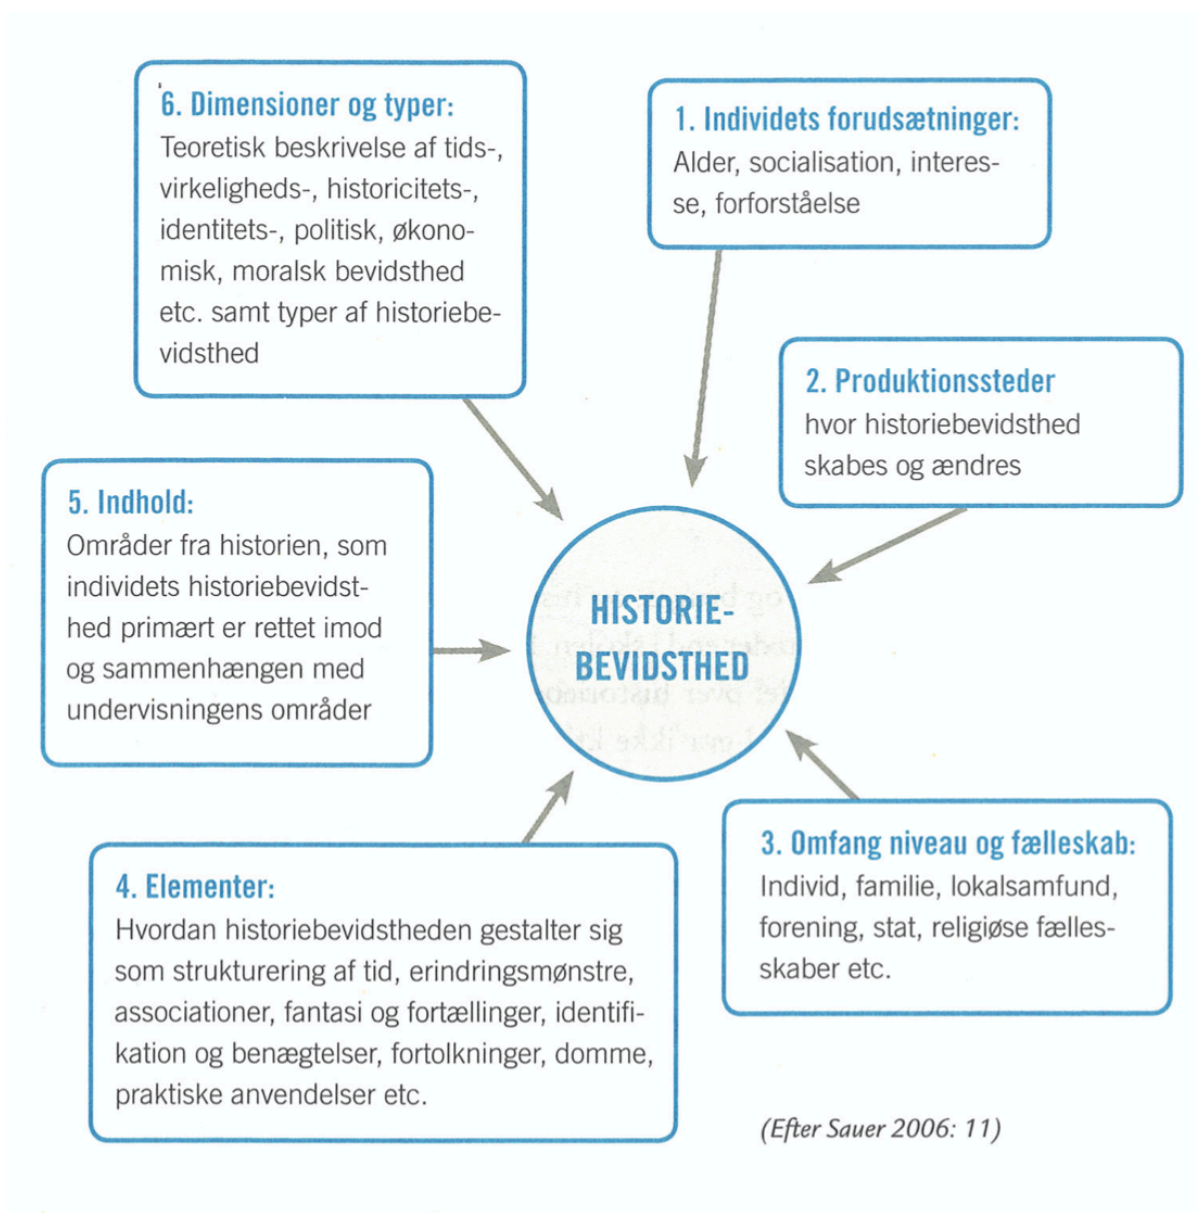 6. Dimensioner og typer:
Teoretisk beskrivelse af tids-,
virkeligheds-, historicitets-,
identitets-, politisk, økono-
misk, moralsk bevidsthed
etc. samt typer af historiebe-
vidsthed
1. Individets forudsætninger:
Alder, socialisation, interes-
se, forforståelse
2. Produktionssteder
hvor historiebevidsthed
skabes og ændres
5. Indhold:
Områder fra historien, som
individets historiebevidst-
hed primært er rettet imod
og sammenhængen med
undervisningens områder
HISTORIE-
BEVIDSTHED
3. Omfang niveau og fælleskab:
Individ, familie, lokalsamfund,
forening, stat, religiøse fælles-
skaber etc.
4. Elementer:
Hvordan historiebevidstheden gestalter sig
som strukturering af tid, erindringsmønstre,
associationer, fantasi og fortællinger, identifi-
kation og benægtelser, fortolkninger, domme,
praktiske anvendelser etc.
(Efter Sauer 2006: 11)